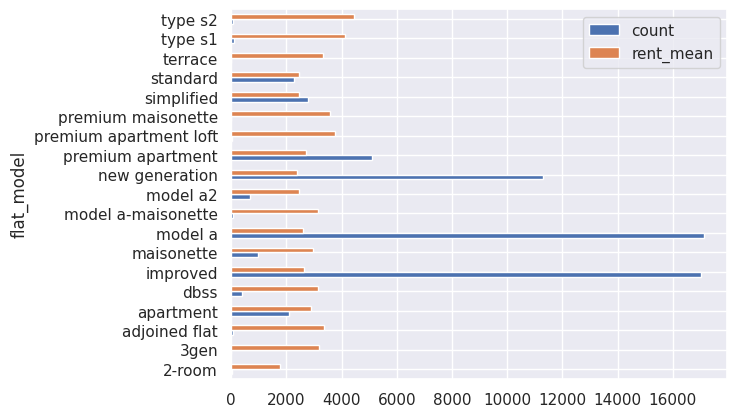 flat_model
type s2
type s1
terrace
standard
simplified
premium maisonette
premium apartment loft
premium apartment
new generation
model a2
model a-maisonette
model a
maisonette
improved
dbss
apartment
adjoined flat
3gen
2-room
count
rent_mean
0 2000 4000 6000 8000 10000 12000 14000 16000